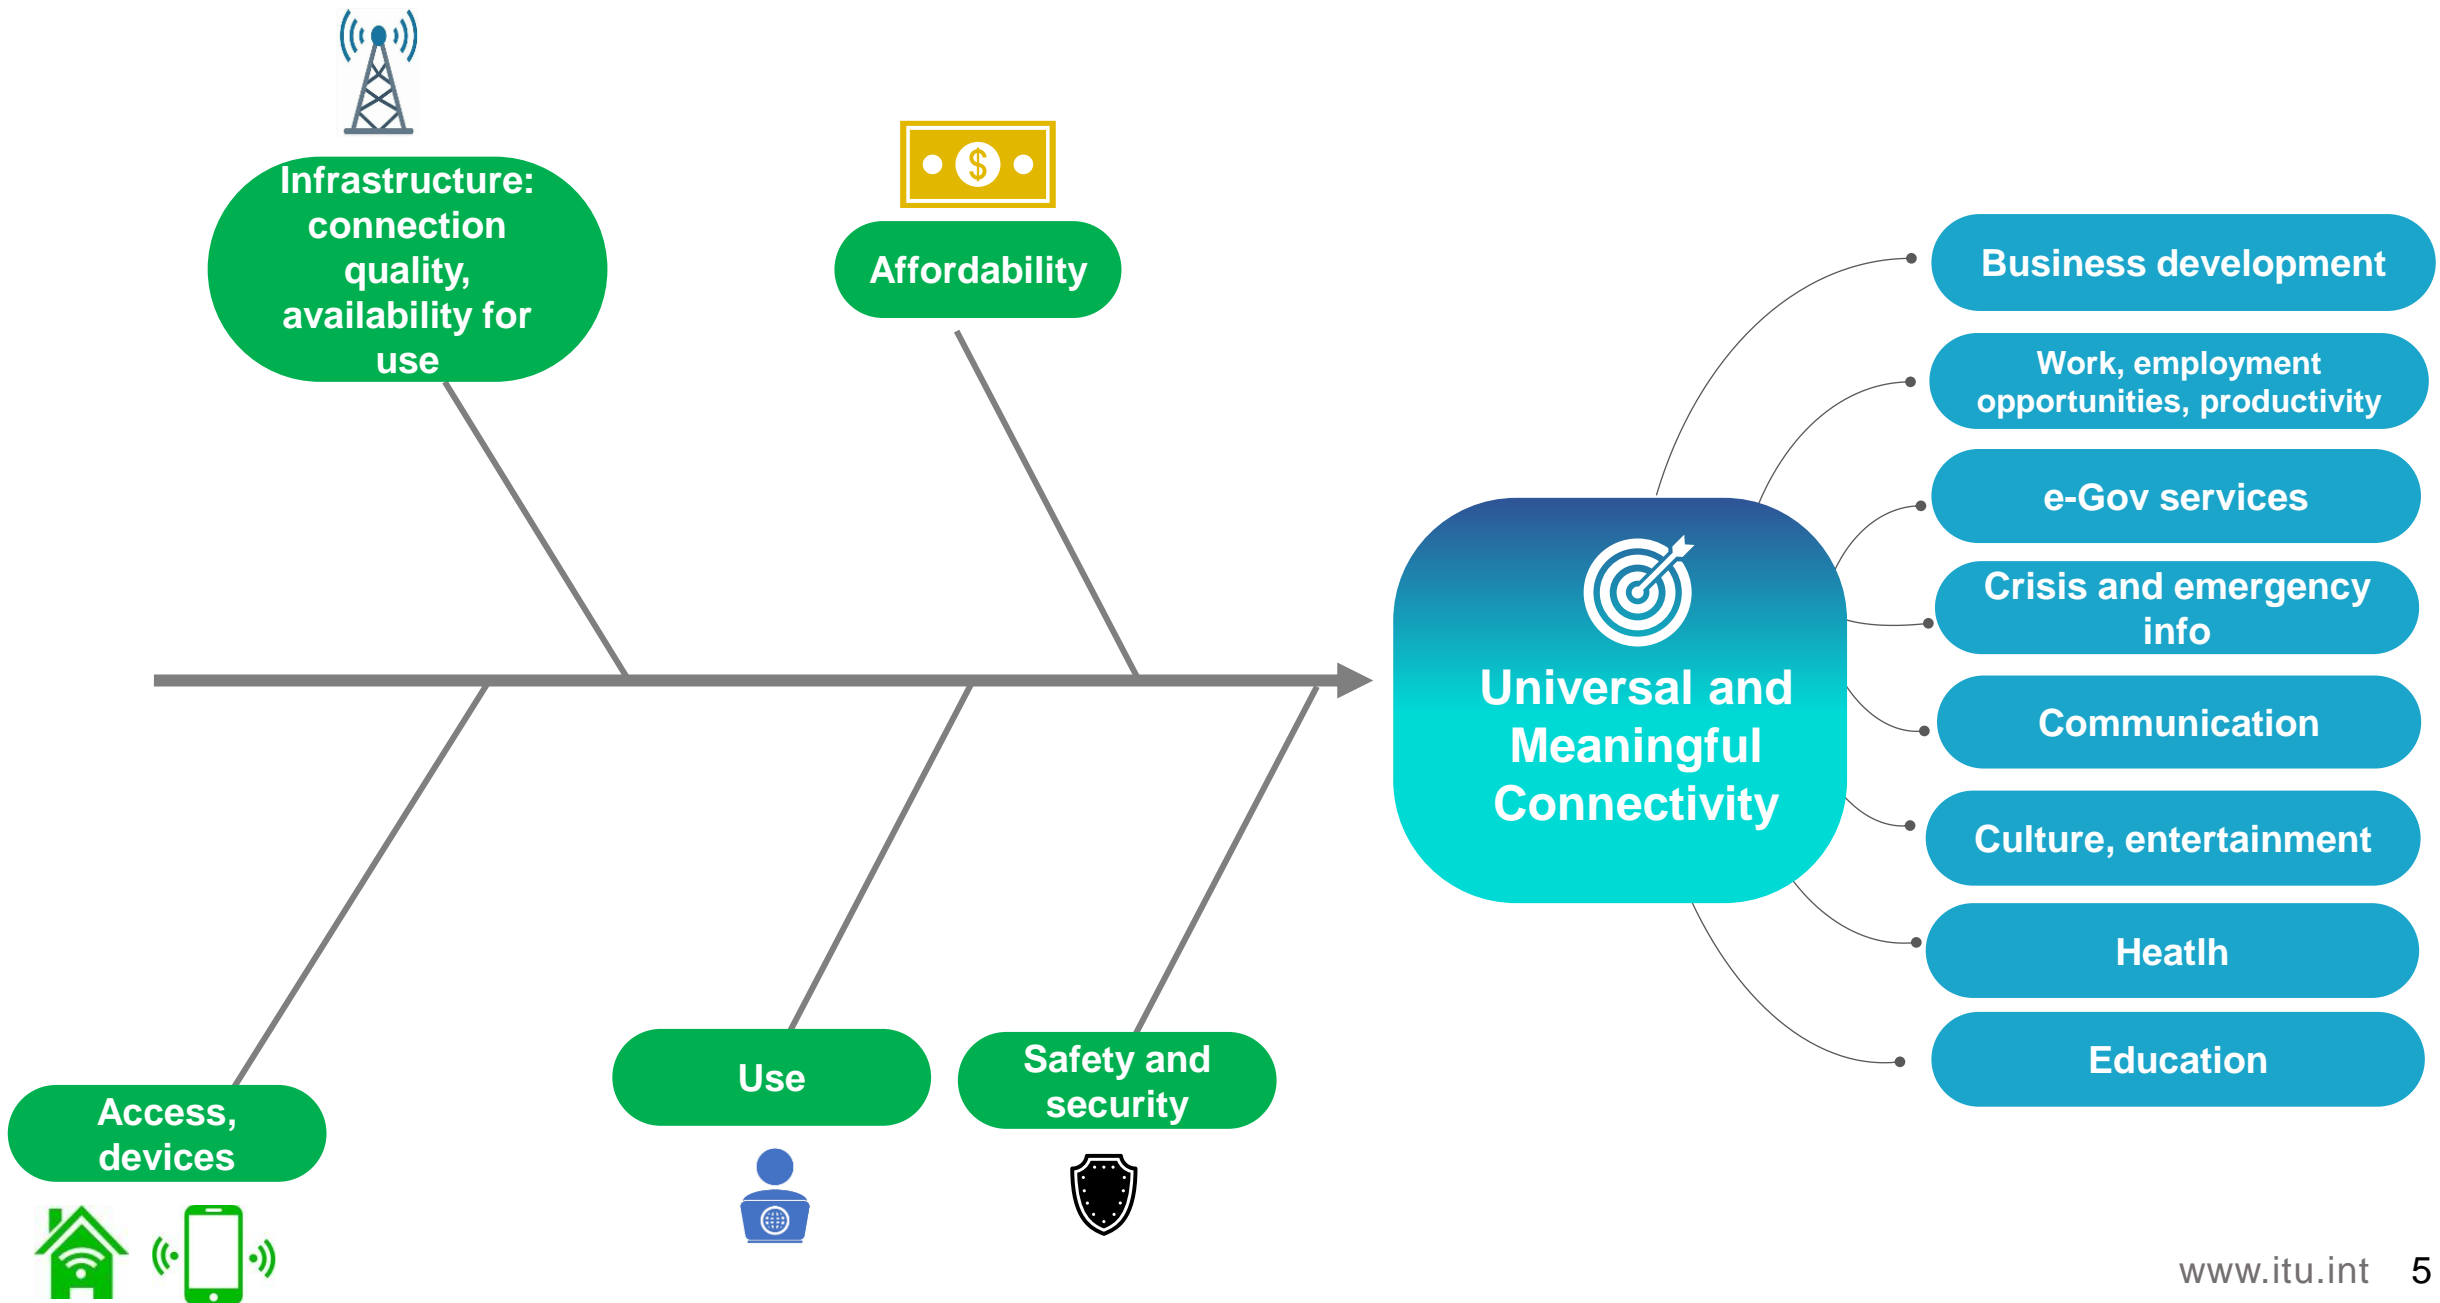 Infrastructure:
connection
quality,
availability for
use
$
Affordability
Access,
devices
Use
Safety and
security
Universal and
Meaningful
Connectivity
Business development
Work, employment
opportunities, productivity
e-Gov services
Crisis and emergency
info
Communication
Culture, entertainment
Heatlh
Education
www.itu.int 5